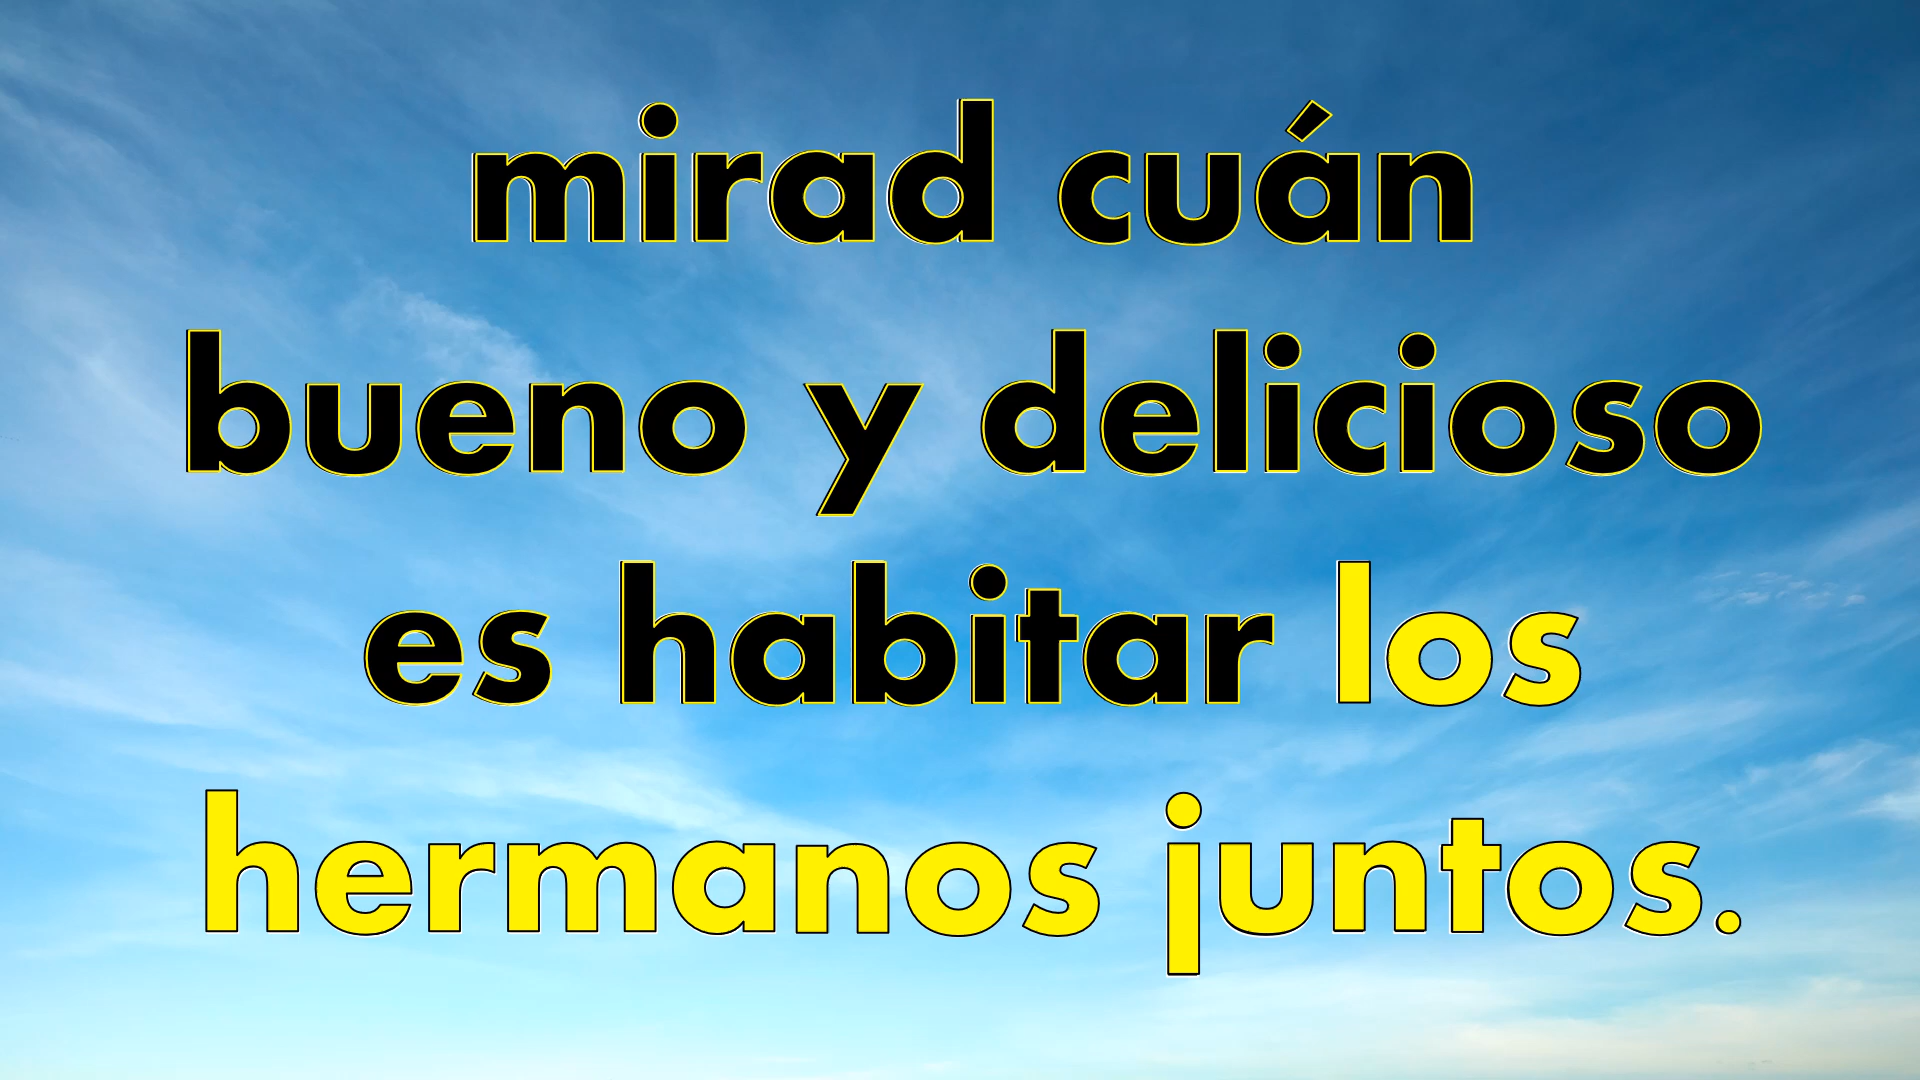 mirad cuán
bueno y delicioso
es habitar los
hermanos juntos.